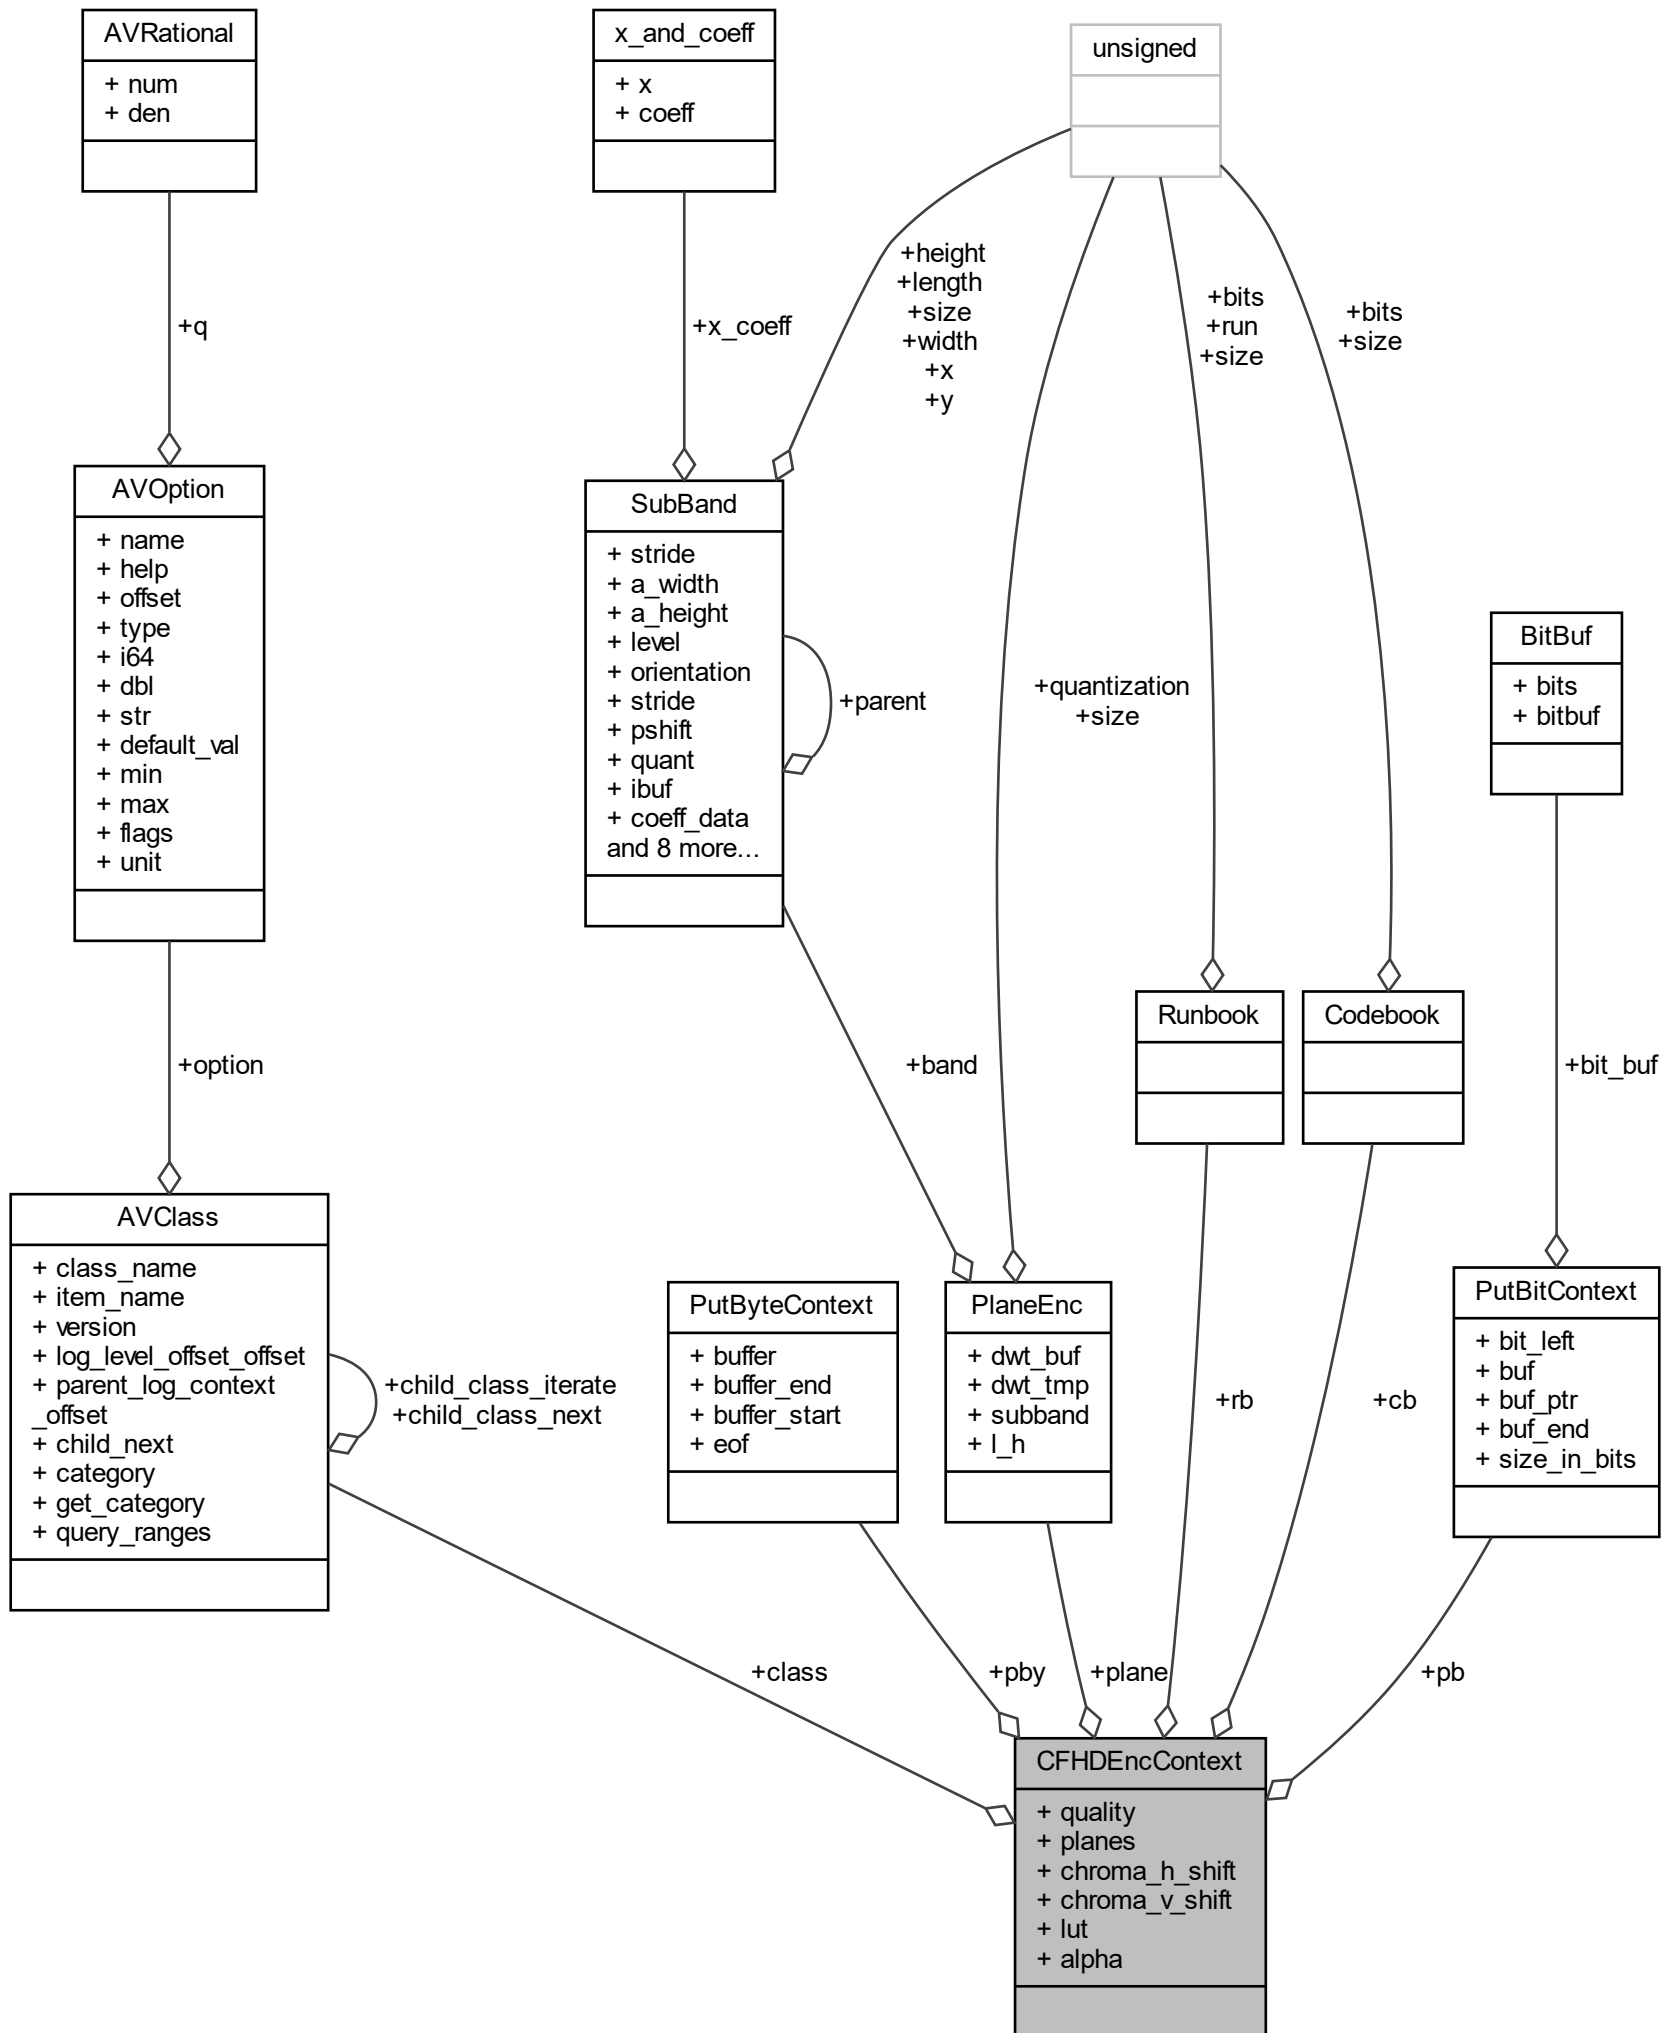 AVRational
+ num
+ den
x_and_coeff
+ x
+ coeff
unsigned
+q
+x_coeff
+height
+length
+size
+width
+x
+y
+bits
+run
+size
+bits
+size
AVOption
+ name
+ help
+ offset
+ type
+ i64
+ dbl
+ str
+ default_val
+ min
+ max
+ flags
+ unit
SubBand
+ stride
+ a_width
+ a_height
+ level
+ orientation
+ stride
+ pshift
+ quant
+ ibuf
+ coeff_data
and 8 more...
+parent
+quantization
+size
BitBuf
+ bits
+ bitbuf
Runbook
Codebook
+option
+band
+bit_buf
AVClass
+ class_name
+ item_name
+ version
+ log_level_offset_offset
+ parent_log_context
_offset
+ child_next
+ category
+ get_category
+ query_ranges
+child_class_iterate
+child_class_next
PutByteContext
+ buffer
+ buffer_end
+ buffer_start
+ eof
PlaneEnc
+ dwt_buf
+ dwt_tmp
+ subband
+ l_h
+rb
+cb
PutBitContext
+ bit_left
+ buf
+ buf_ptr
+ buf_end
+ size_in_bits
+class
+pby
+plane
+pb
CFHDEncContext
+ quality
+ planes
+ chroma_h_shift
+ chroma_v_shift
+ lut
+ alpha